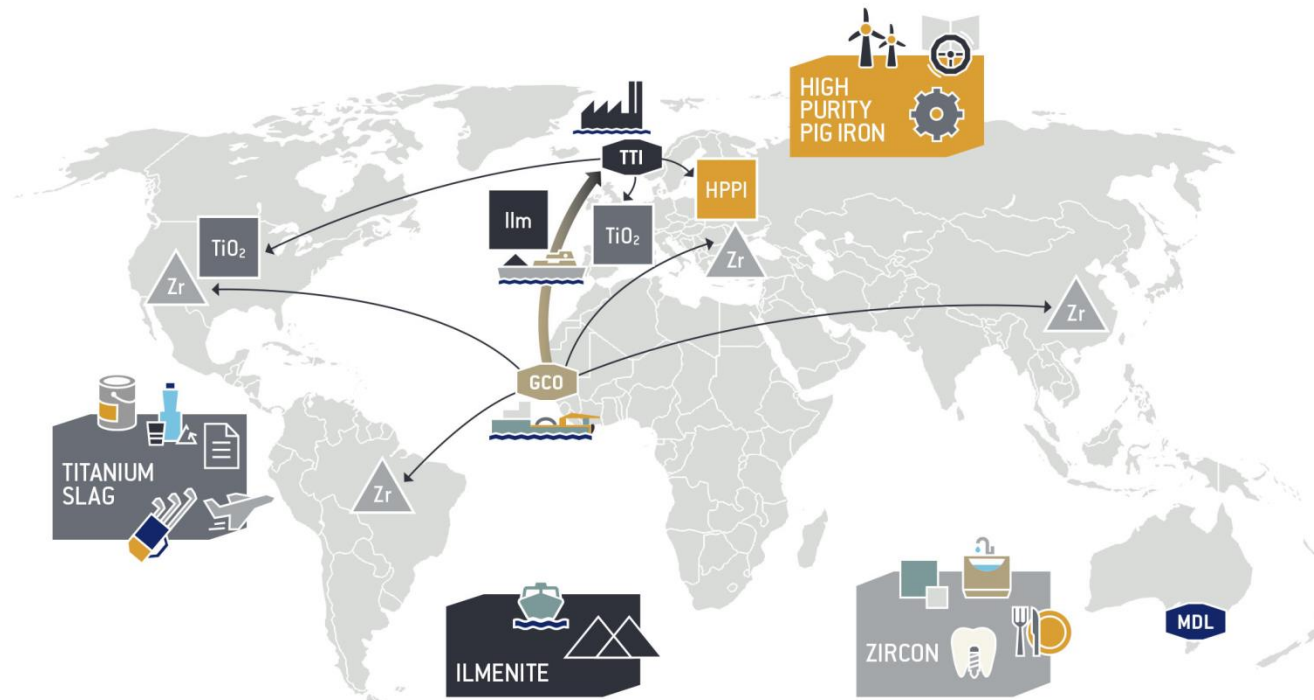 HIGH
PURITY
PIG IRON
TTI
HPPI
Ilm
TiO₂
TiO₂
Zr
Zr
Zr
GCO
Zr
TITANIUM
SLAG
ILMENITE
ZIRCON
MDL